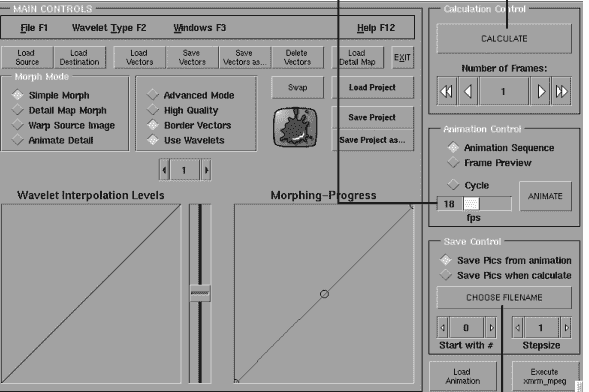 MAIN CONTROLS
File F1 Wavelet Type F2 Windows F3 Help F12
Load Source
Load Destination
Load Vectors
Save Vectors
Save Vectors as...
Delete Vectors
Load Detail Map
EXIT
Morph Mode
Simple Morph
Detail Map Morph
Warp Source Image
Animate Detail
Advanced Mode
High Quality
Border Vectors
Use Wavelets
Swap
Load Project
Save Project
Save Project as...
1
Wavelet Interpolation Levels
Morphing-Progress
Calculation Control
CALCULATE
Number of Frames:
1
Animation Control
Animation Sequence
Frame Preview
Cycle
18
fps
ANIMATE
Save Control
Save Pics from animation
Save Pics when calculate
CHOOSE FILENAME
0 1
Start with # Stepsize
Load Animation
Execute xmrm_mpeg